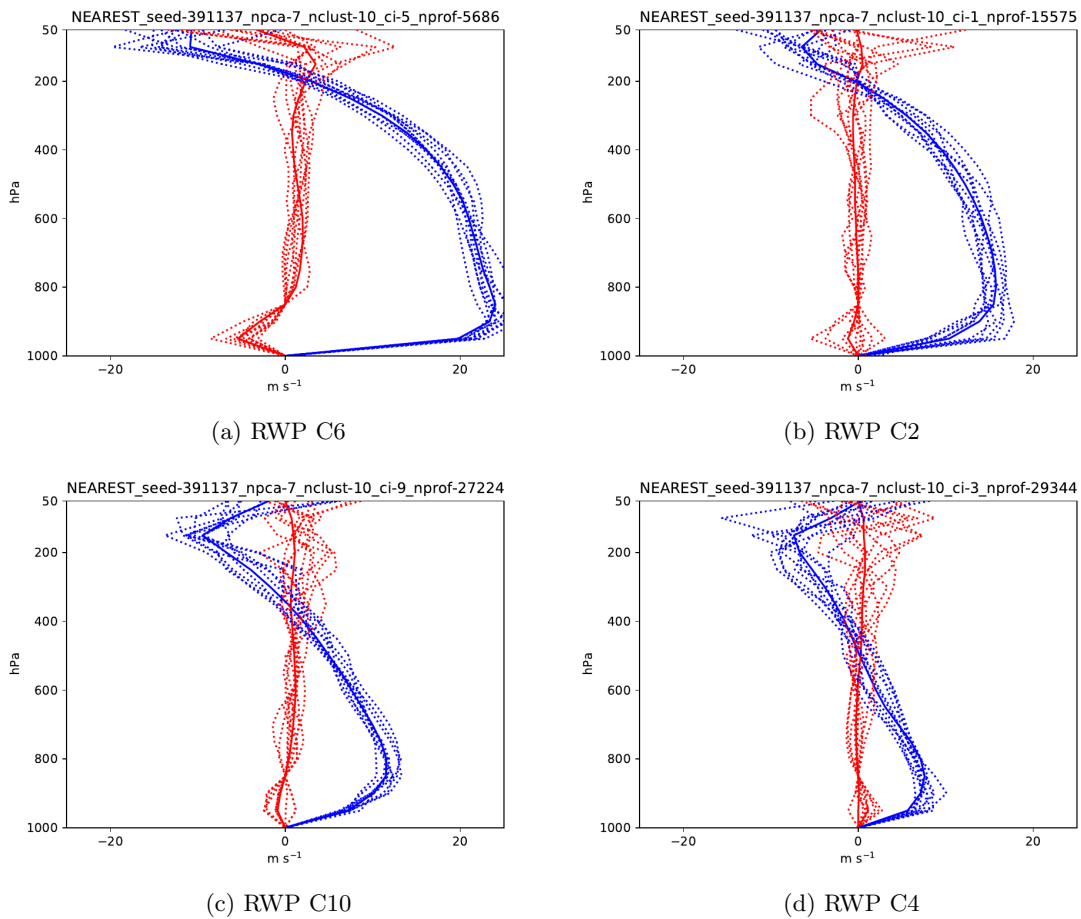 NEAREST_seed-391137_npca-7_nclust-10_ci-5_nprof-5686
50
200
400
600
800
1000
hPa
−20
0
20
m s⁻¹
(a) RWP C6
NEAREST_seed-391137_npca-7_nclust-10_ci-1_nprof-15575
50
200
400
600
800
1000
hPa
−20
0
20
m s⁻¹
(b) RWP C2
NEAREST_seed-391137_npca-7_nclust-10_ci-9_nprof-27224
50
200
400
600
800
1000
hPa
−20
0
20
m s⁻¹
(c) RWP C10
NEAREST_seed-391137_npca-7_nclust-10_ci-3_nprof-29344
50
200
400
600
800
1000
hPa
−20
0
20
m s⁻¹
(d) RWP C4